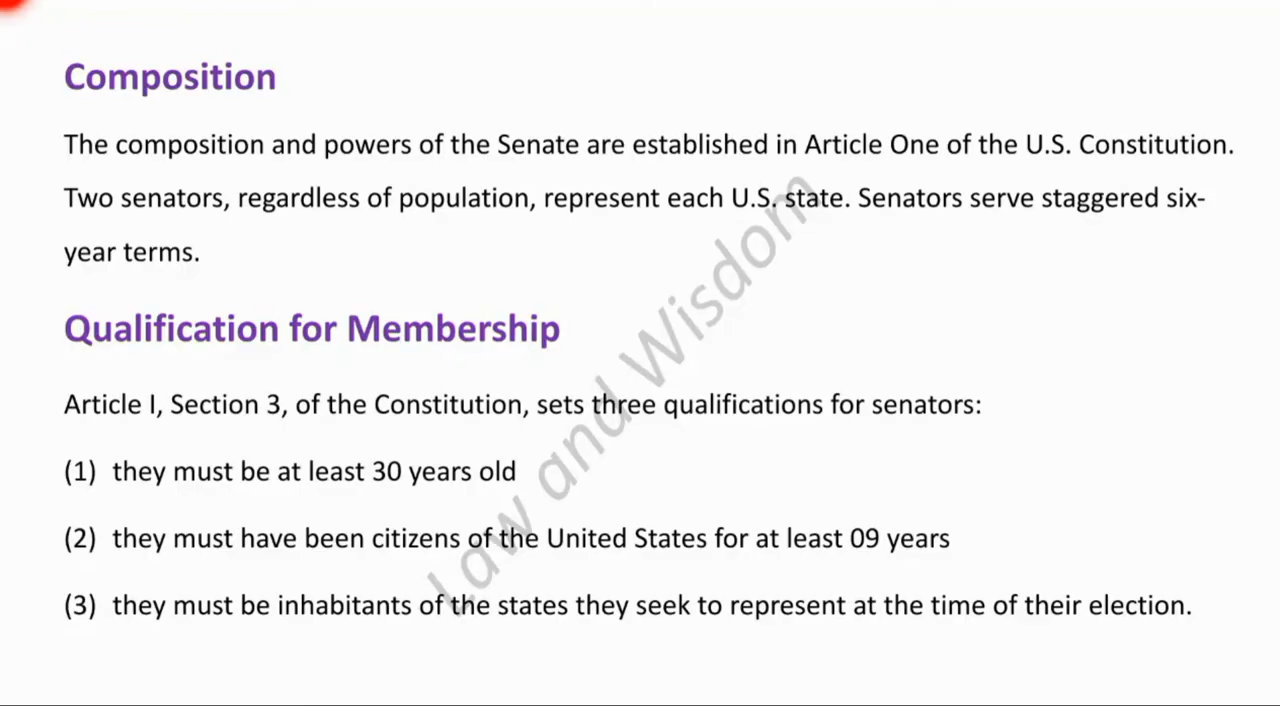 Composition
The composition and powers of the Senate are established in Article One of the U.S. Constitution.
Two senators, regardless of population, represent each U.S. state. Senators serve staggered six-
year terms.
Qualification for Membership
Article I, Section 3, of the Constitution, sets three qualifications for senators:
(1) they must be at least 30 years old
(2) they must have been citizens of the United States for at least 09 years
(3) they must be inhabitants of the states they seek to represent at the time of their election.
Law and Wisdom